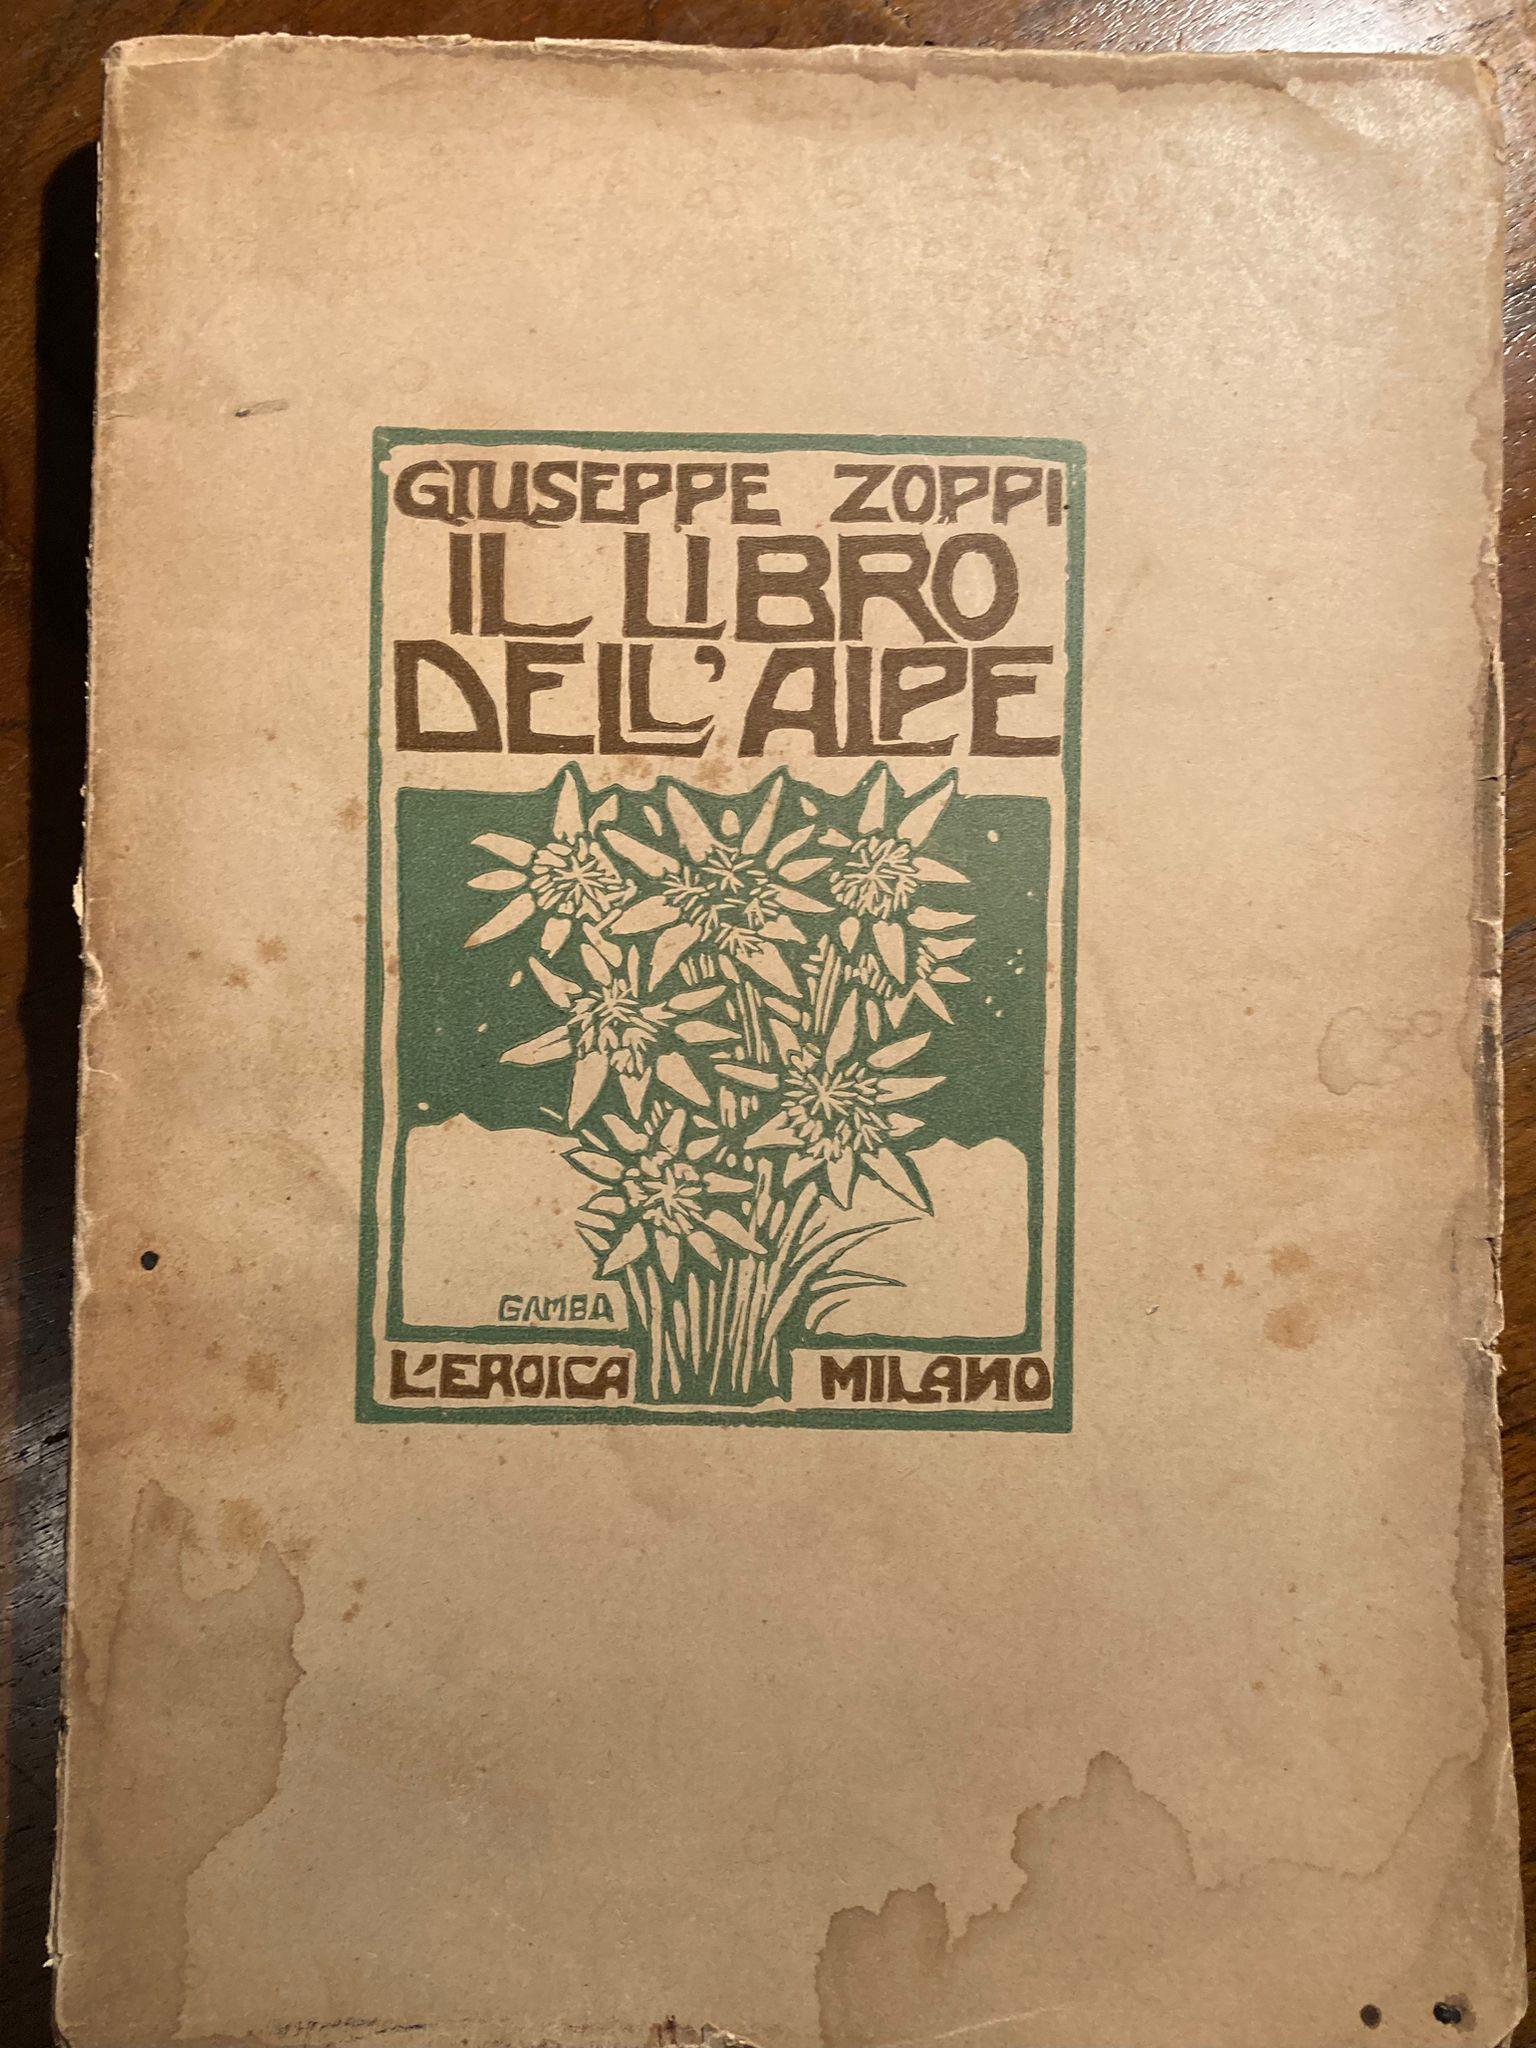 GIUSEPPE ZOPPI
IL LIBRO
DELL'ALPE
GAMBA
L'EROICA MILANO